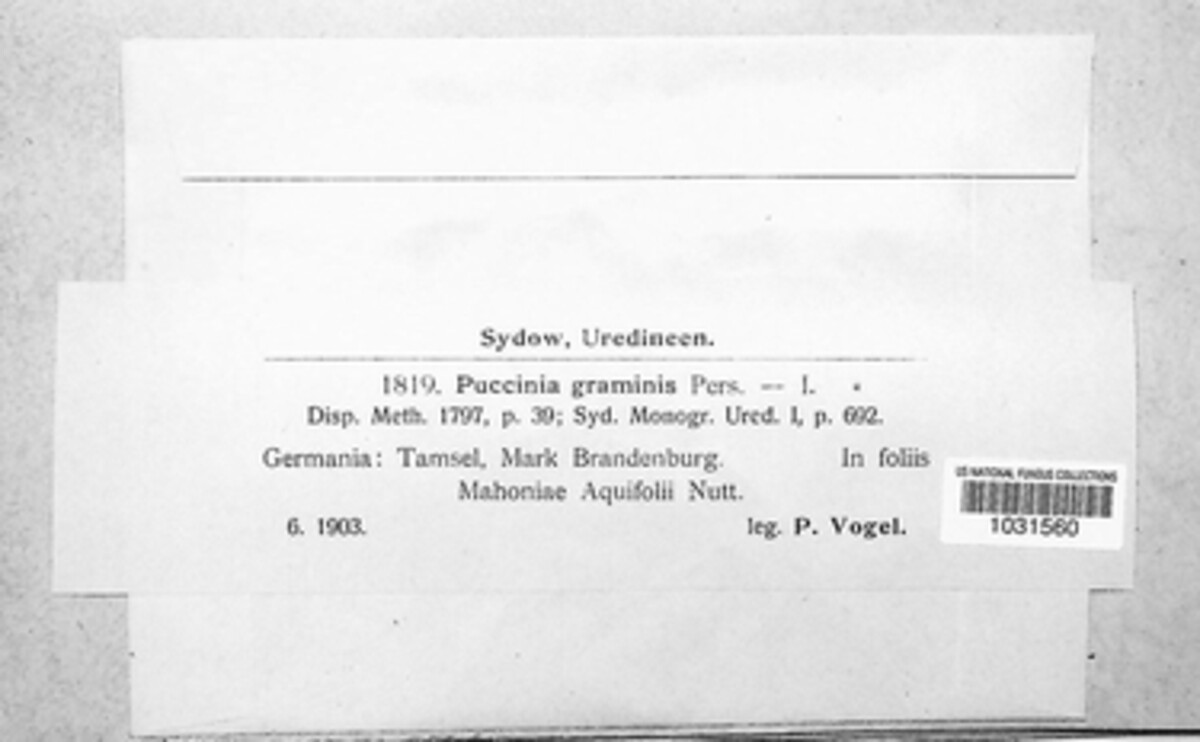 Sydow, Uredineen.
1819. Puccinia graminis Pers. — I.
Disp. Meth. 1797, p. 39; Syd. Monogr. Ured. I, p. 692.
Germania: Tamsel, Mark Brandenburg. In foliis
Mahoniae Aquifolii Nutt.
6. 1903. leg. P. Vogel.
US NATIONAL FUNGUS COLLECTIONS
1031560